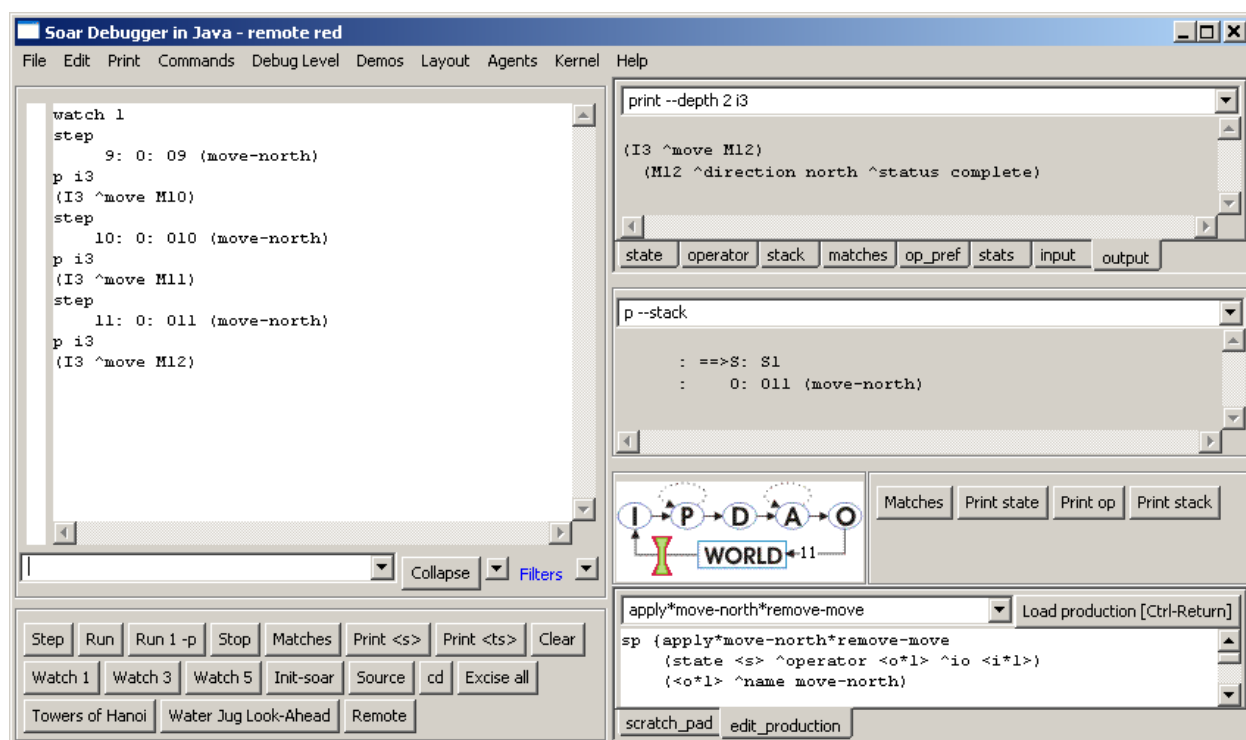 Soar Debugger in Java - remote red
File Edit Print Commands Debug Level Demos Layout Agents Kernel Help
watch 1
step
9: O: O9 (move-north)
p i3
(I3 ^move M10)
step
10: O: O10 (move-north)
p i3
(I3 ^move M11)
step
11: O: O11 (move-north)
p i3
(I3 ^move M12)
Collapse Filters
Step Run Run 1 -p Stop Matches Print <s> Print <ts> Clear
Watch 1 Watch 3 Watch 5 Init-soar Source cd Excise all
Towers of Hanoi Water Jug Look-Ahead Remote
print --depth 2 i3
(I3 ^move M12)
(M12 ^direction north ^status complete)
state operator stack matches op_pref stats input output
p --stack
: ==>S: S1
: O: O11 (move-north)
I P D A O
WORLD 11
Matches Print state Print op Print stack
apply*move-north*remove-move Load production [Ctrl-Return]
sp {apply*move-north*remove-move
(state <s> ^operator <o*1> ^io <i*1>)
(<o*1> ^name move-north)
scratch_pad edit_production